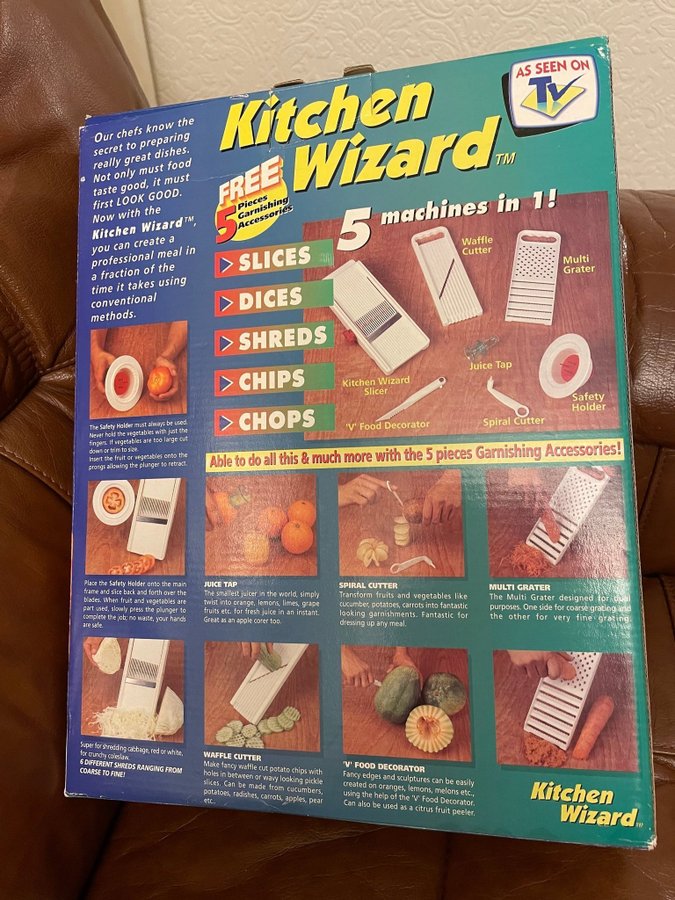 Our chefs know the
secret to preparing
really great dishes.
Not only must food
taste good, it must
first LOOK GOOD.
Now with the
Kitchen Wizard™,
you can create a
professional meal in
a fraction of the
time it takes using
conventional
methods.
Kitchen
Wizard™
AS SEEN ON
TV
FREE
5 Pieces
Garnishing
Accessories
5 machines in 1!
SLICES
DICES
SHREDS
CHIPS
CHOPS
Waffle
Cutter
Multi
Grater
Kitchen Wizard
Slicer
Juice Tap
Safety
Holder
'V' Food Decorator
Spiral Cutter
Able to do all this & much more with the 5 pieces Garnishing Accessories!
The Safety Holder must always be used.
Never hold the vegetables with just the
fingers. If vegetables are too large cut
down or trim to size.
Insert the fruit or vegetables onto the
prongs allowing the plunger to retract.
Place the Safety Holder onto the main
frame and slice back and forth over the
blades. When fruit and vegetables are
part used, slowly press the plunger to
complete the job; no waste, your hands
are safe.
JUICE TAP
The smallest juicer in the world, simply
twist into orange, lemons, limes, grape
fruits etc. for fresh juice in an instant.
Great as an apple corer too.
SPIRAL CUTTER
Transform fruits and vegetables like
cucumber, potatoes, carrots into fantastic
looking garnishments. Fantastic for
dressing up any meal.
MULTI GRATER
The Multi Grater designed for dual
purposes. One side for coarse grating and
the other for very fine grating.
Super for shredding cabbage, red or white,
for crunchy coleslaw.
6 DIFFERENT SHREDS RANGING FROM
COARSE TO FINE!
WAFFLE CUTTER
Make fancy waffle cut potato chips with
holes in between or wavy looking pickle
slices. Can be made from cucumbers,
potatoes, radishes, carrots, apples, pear
etc.
'V' FOOD DECORATOR
Fancy edges and sculptures can be easily
created on oranges, lemons, melons etc.,
using the help of the 'V' Food Decorator.
Can also be used as a citrus fruit peeler.
Kitchen
Wizard™